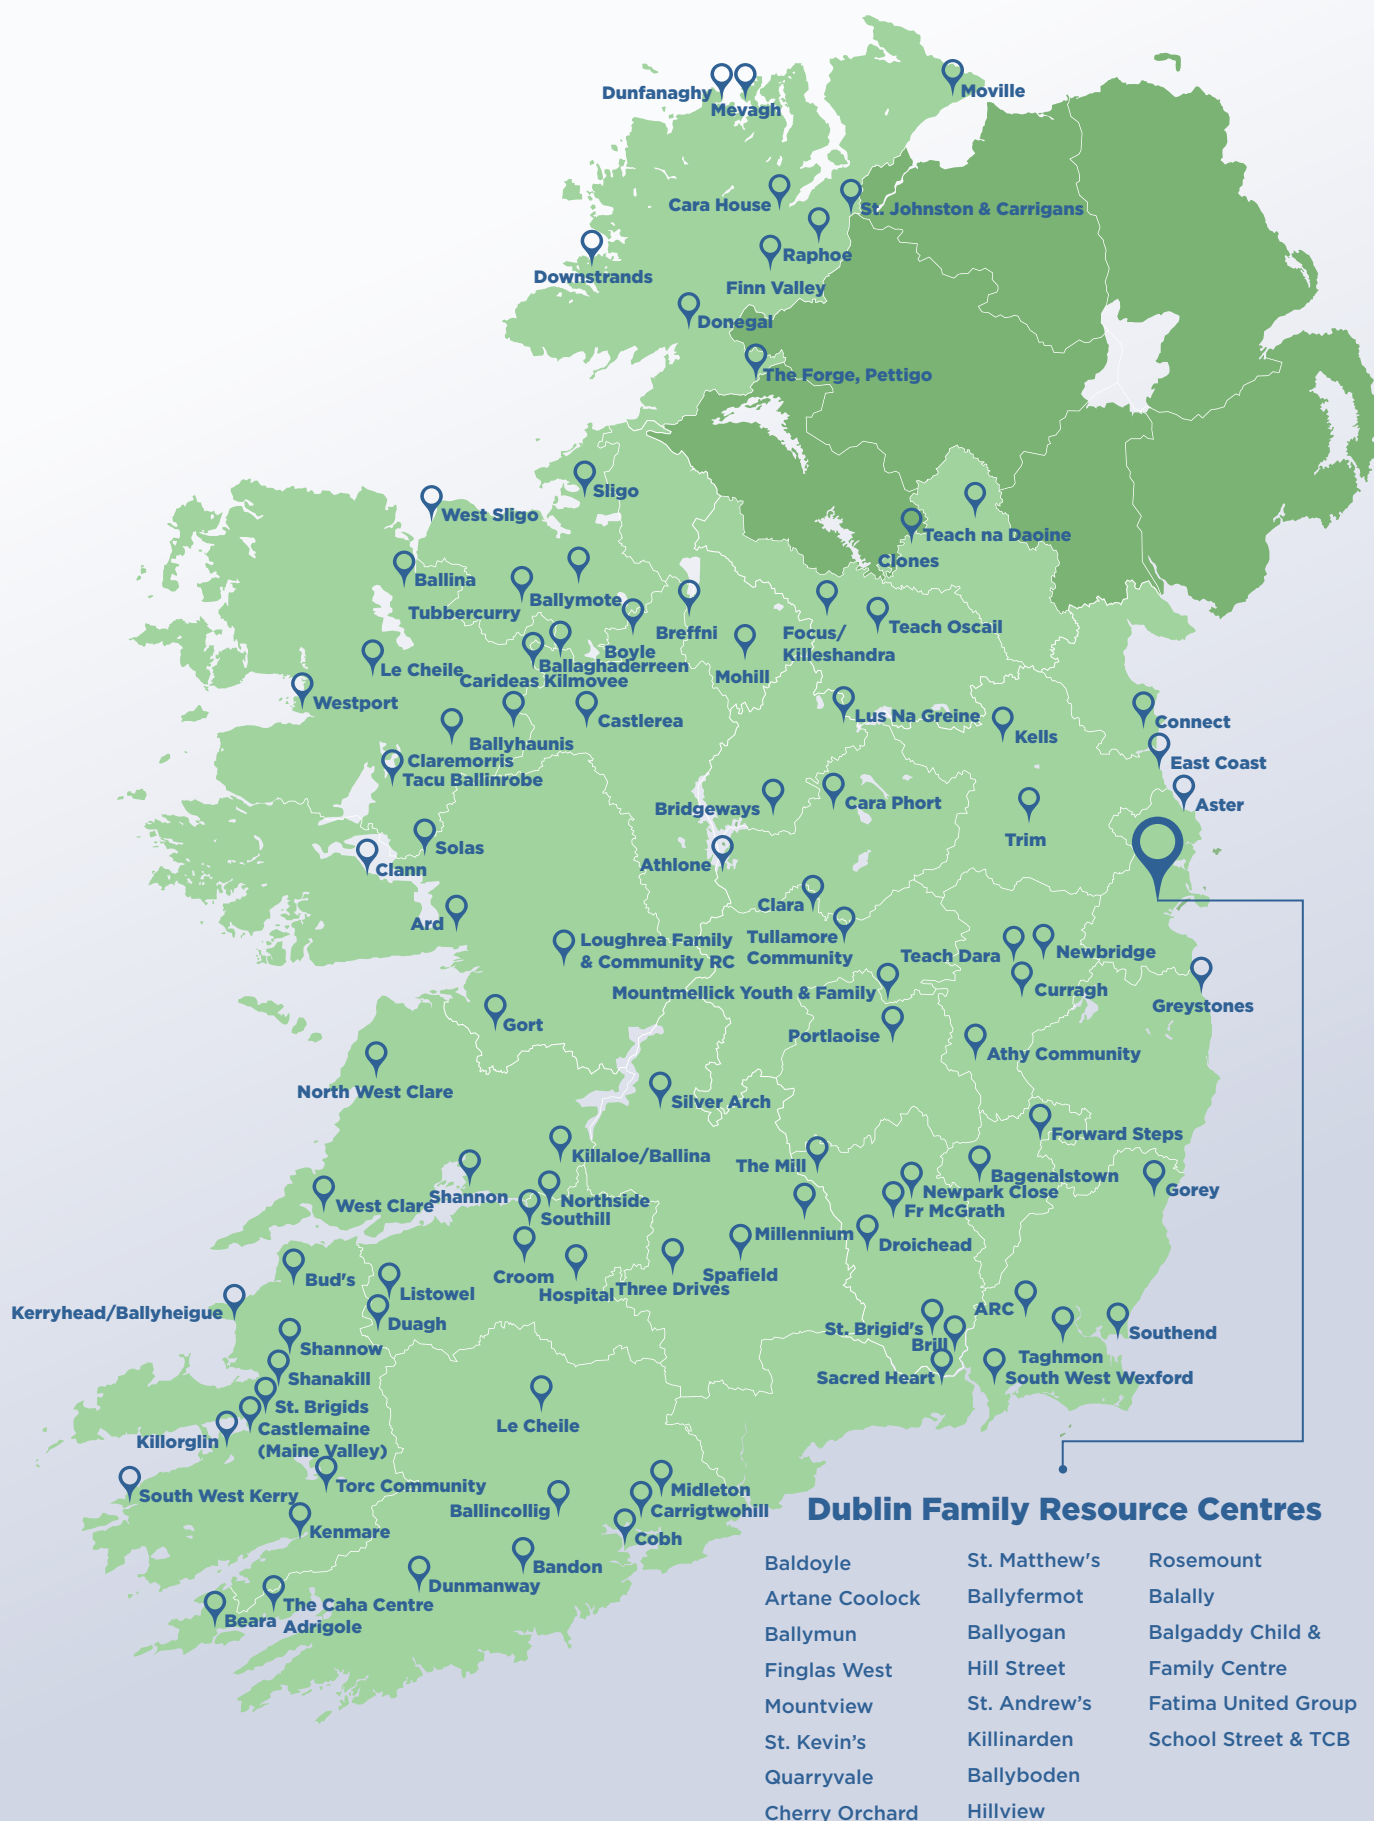 Dunfanaghy
Mevagh
Moville
Cara House
St. Johnston & Carrigans
Raphoe
Downstrands
Finn Valley
Donegal
The Forge, Pettigo
Sligo
West Sligo
Teach na Daoine
Clones
Ballina
Ballymote
Tubbercurry
Breffni
Focus/
Killeshandra
Teach Oscail
Boyle
Ballaghaderreen
Le Cheile
Carideas Kilmovee
Mohill
Westport
Castlerea
Lus Na Greine
Connect
Kells
Ballyhaunis
Claremorris
East Coast
Tacu Ballinrobe
Bridgeways
Cara Phort
Aster
Trim
Solas
Athlone
Clann
Clara
Ard
Loughrea Family
& Community RC
Tullamore
Community
Teach Dara
Newbridge
Mountmellick Youth & Family
Curragh
Greystones
Gort
Portlaoise
Athy Community
North West Clare
Silver Arch
Forward Steps
Killaloe/Ballina
The Mill
Bagenalstown
Shannon
West Clare
Northside
Newpark Close
Gorey
Southill
Fr McGrath
Millennium
Droichead
Croom
Spafield
Bud's
Listowel
Hospital
Three Drives
Kerryhead/Ballyheigue
ARC
Duagh
St. Brigid's
Southend
Brill
Shannow
Taghmon
Shanakill
Sacred Heart
South West Wexford
St. Brigids
Castlemaine
(Maine Valley)
Le Cheile
Killorglin
Torc Community
Midleton
South West Kerry
Ballincollig
Carrigtwohill
Kenmare
Cobh
Bandon
Dunmanway
The Caha Centre
Adrigole
Beara
Dublin Family Resource Centres
Baldoyle
Artane Coolock
Ballymun
Finglas West
Mountview
St. Kevin’s
Quarryvale
Cherry Orchard
St. Matthew's
Ballyfermot
Ballyogan
Hill Street
St. Andrew’s
Killinarden
Ballyboden
Hillview
Rosemount
Balally
Balgaddy Child &
Family Centre
Fatima United Group
School Street & TCB